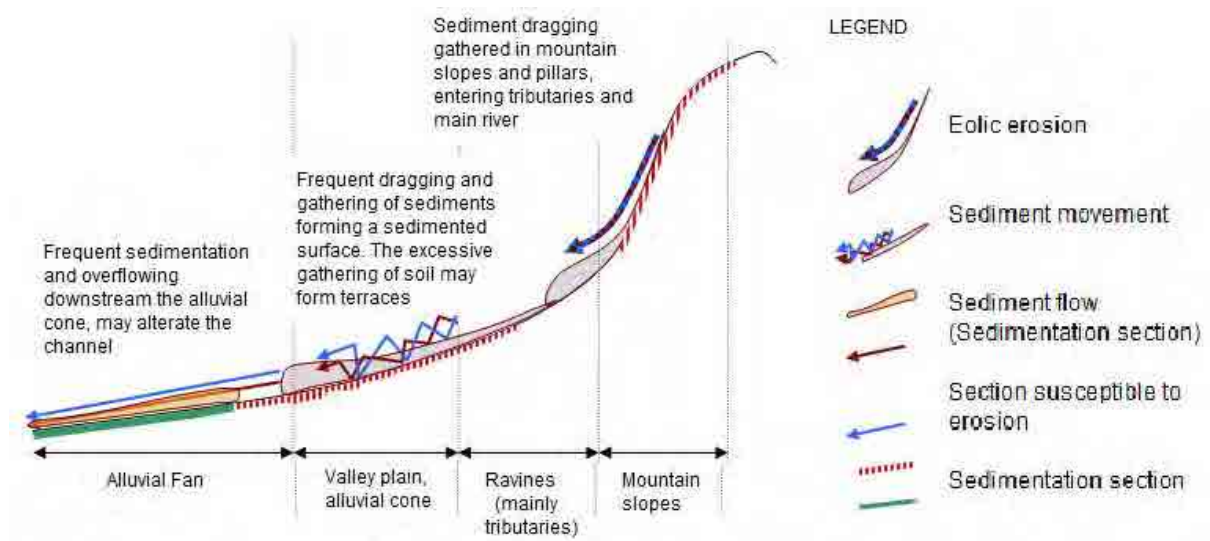 Sediment dragging
gathered in mountain
slopes and pillars,
entering tributaries and
main river
Frequent dragging and
gathering of sediments
forming a sedimented
surface. The excessive
gathering of soil may
form terraces
Frequent sedimentation
and overflowing
downstream the alluvial
cone, may alterate the
channel
Alluvial Fan
Valley plain,
alluvial cone
Ravines
(mainly
tributaries)
Mountain
slopes
LEGEND
Eolic erosion
Sediment movement
Sediment flow
(Sedimentation section)
Section susceptible to
erosion
Sedimentation section